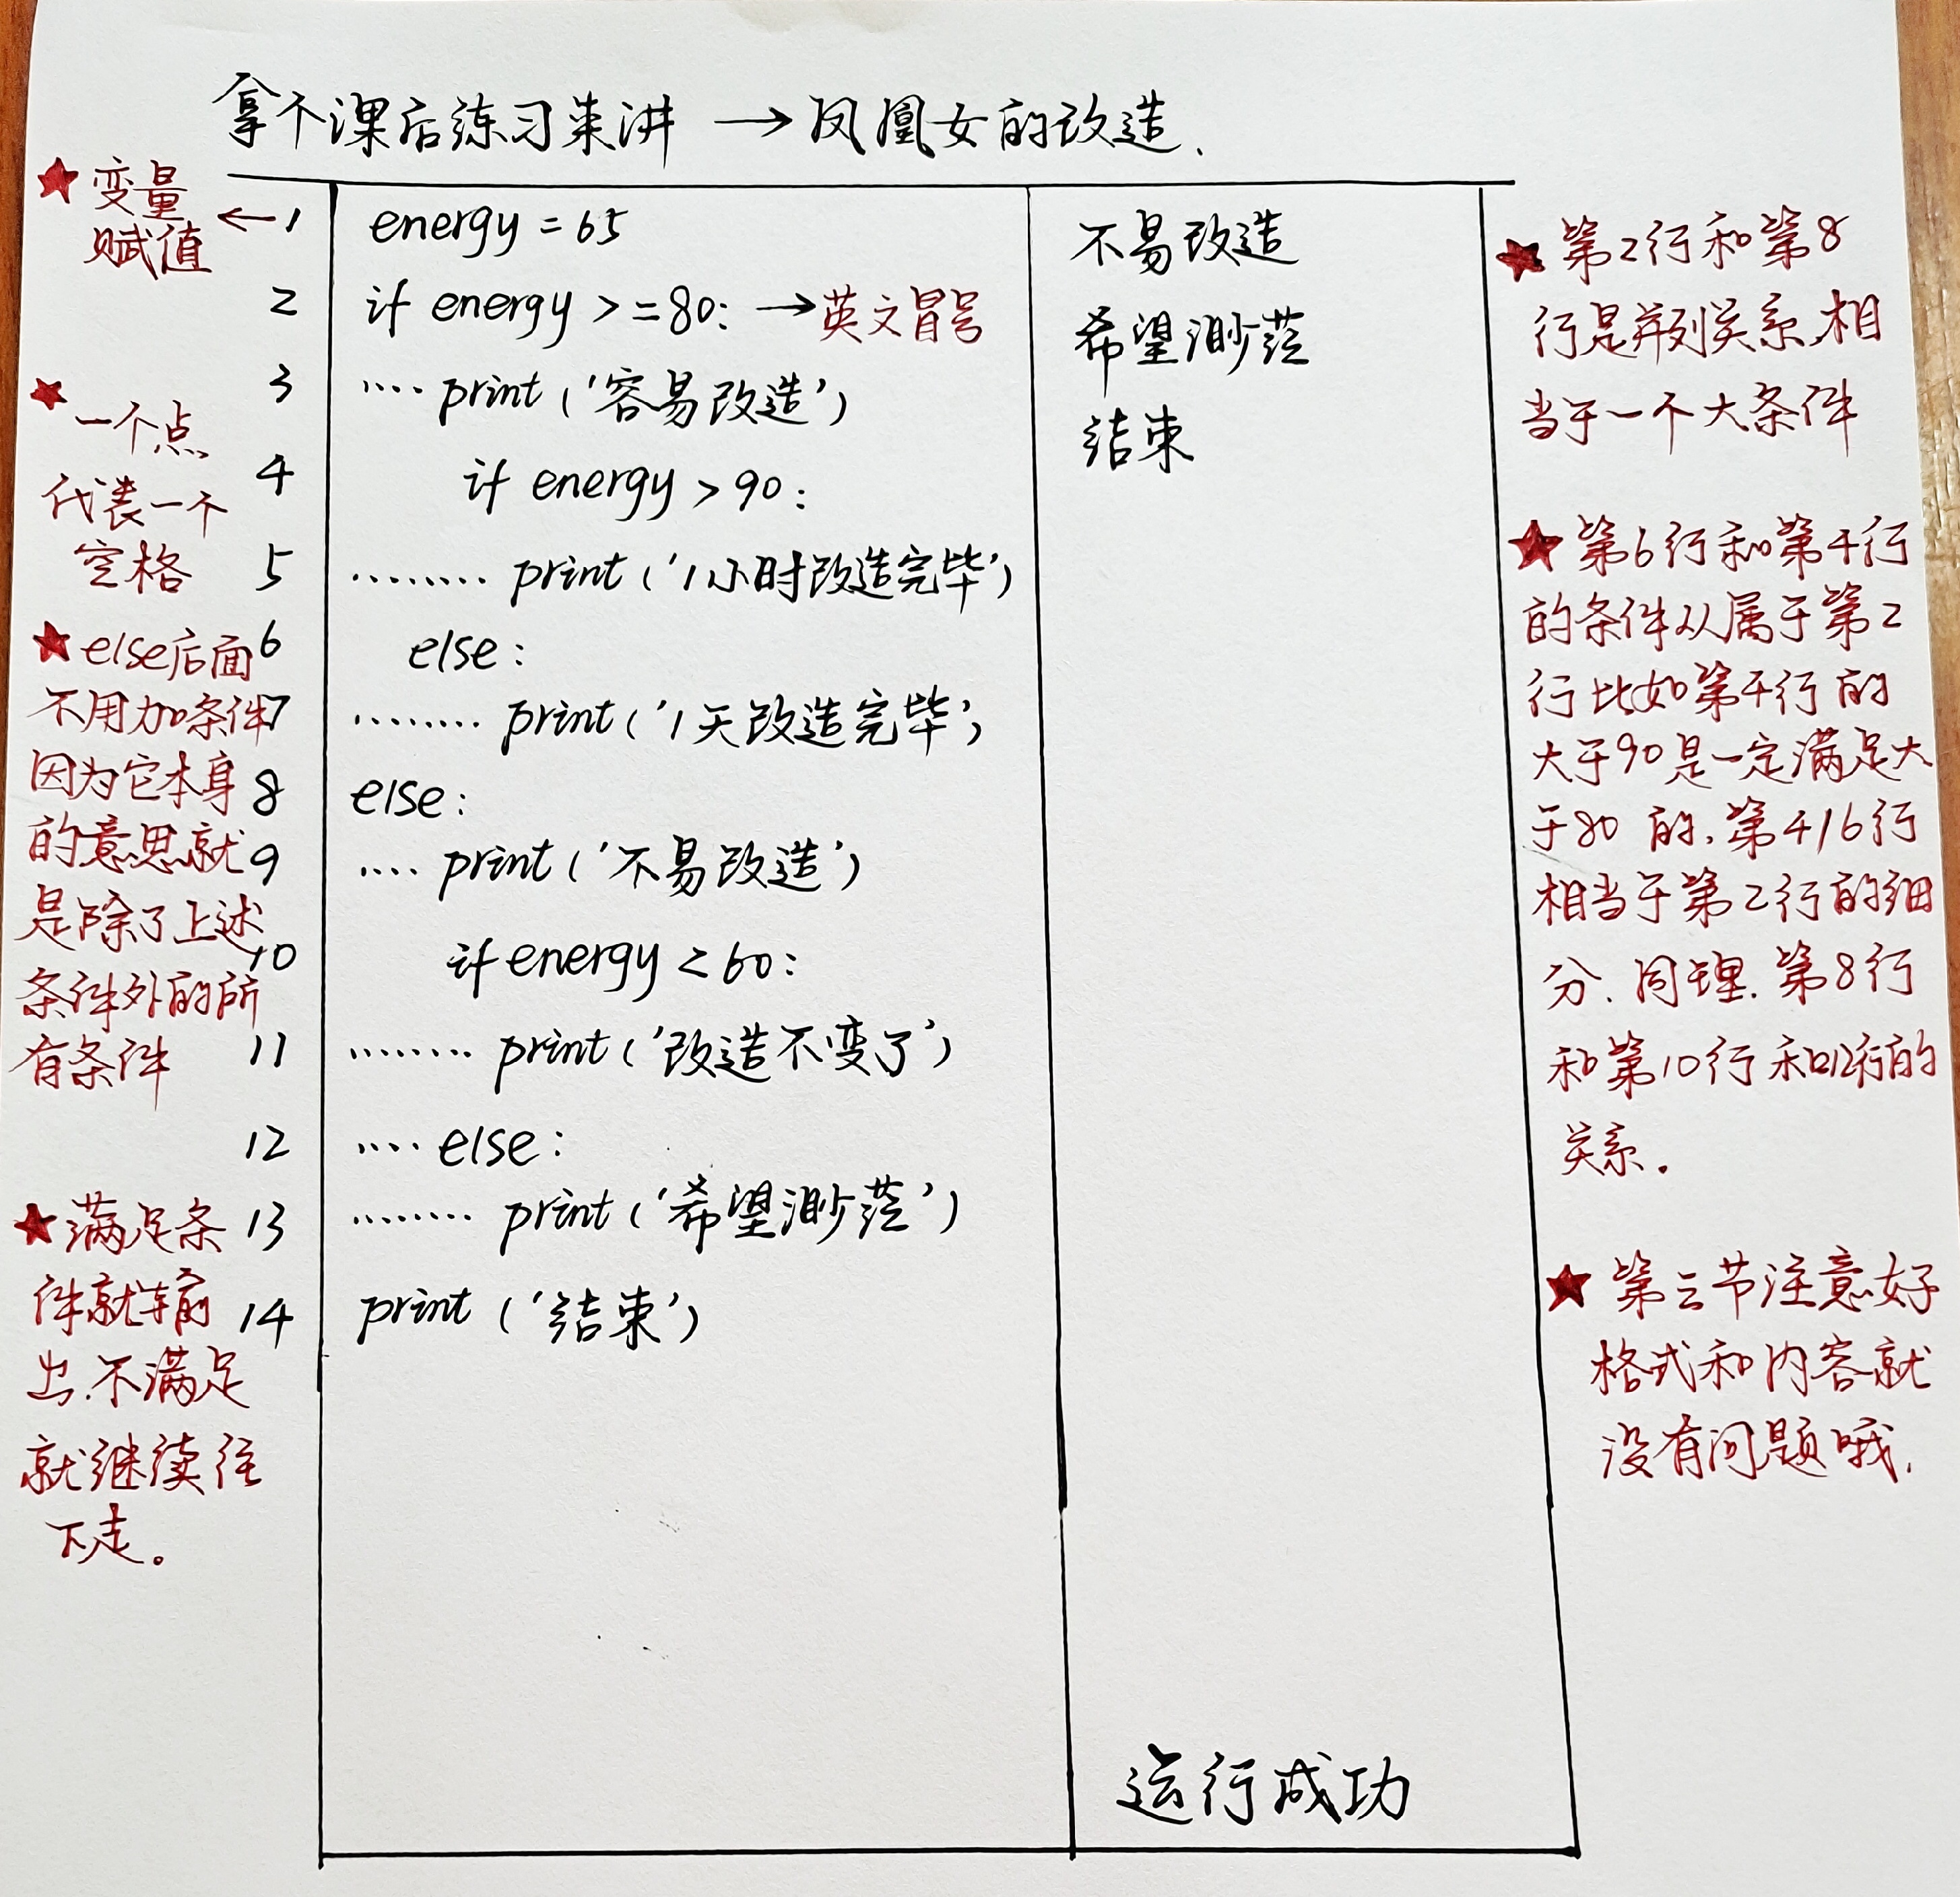 拿个课后练习来讲 → 凤凰女的改造.
★ 变量
赋值
★ 一个点
代表一个
空格
★ else后面
不用加条件
因为它本身
的意思就
是除了上述
条件外的所
有条件
★ 满足条
件就输
出.不满足
就继续往
下走。
← 1 energy = 65
2 if energy >=80: → 英文冒号
3 ···· print ('容易改造')
4 if energy > 90:
5 ········ print ('1小时改造完毕')
6 else:
7 ········ print ('1天改造完毕')
8 else:
9 ···· print ('不易改造')
10 if energy < 60:
11 ········ print ('改造不变了')
12 ···· else:
13 ········ print ('希望渺茫')
14 print ('结束')
不易改造
希望渺茫
结束
运行成功
★ 第2行和第8
行是并列关系,相
当于一个大条件
★ 第6行和第4行
的条件从属于第2
行比如第4行的
大于90是一定满足大
于80的.第4/6行
相当于第2行的细
分.同理.第8行
和第10行和12行的
关系.
★ 第三节注意好
格式和内容就
没有问题哦.